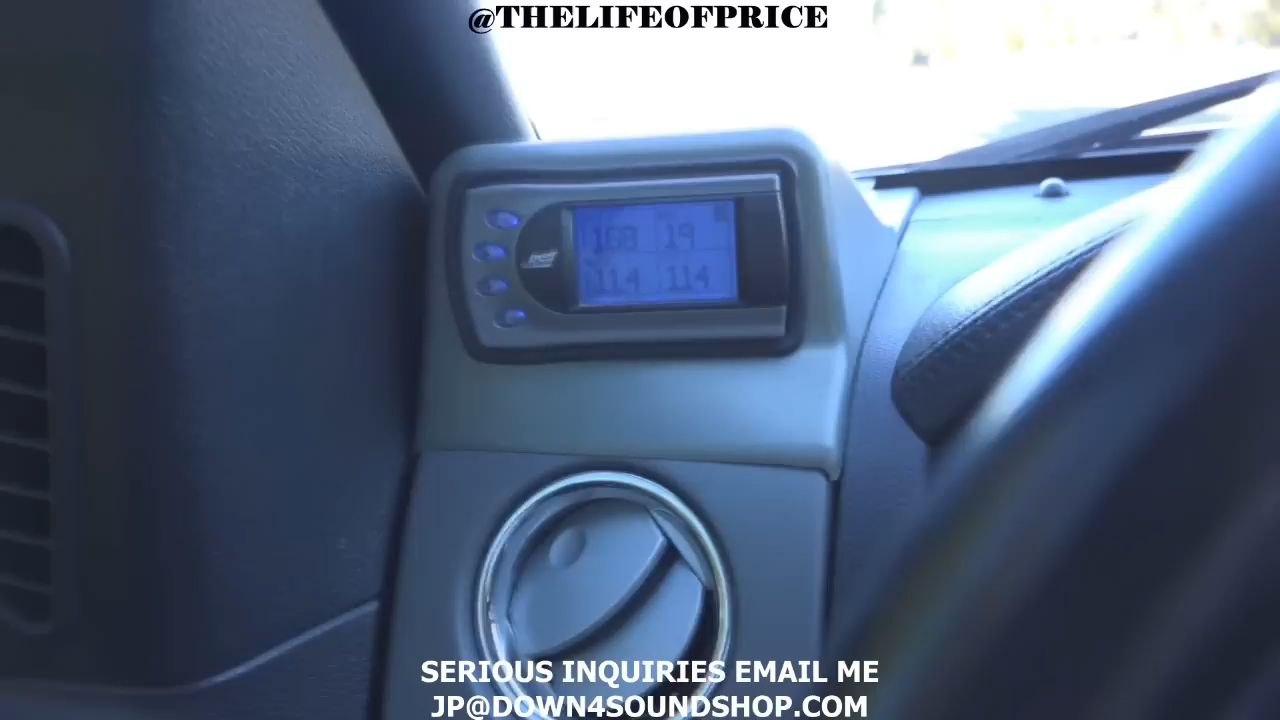 @THELIFEOFPRICE
168 19
114 114
SERIOUS INQUIRIES EMAIL ME
JP@DOWN4SOUNDSHOP.COM